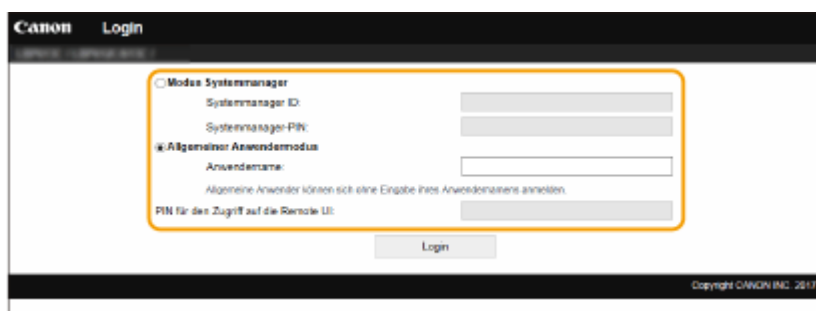 Canon Login
Modus Systemmanager
Systemmanager ID:
Systemmanager-PIN:
Allgemeiner Anwendermodus
Anwendername:
Allgemeine Anwender können sich ohne Eingabe ihres Anwendernamens anmelden.
PIN für den Zugriff auf die Remote UI:
Login
Copyright CANON INC. 2017